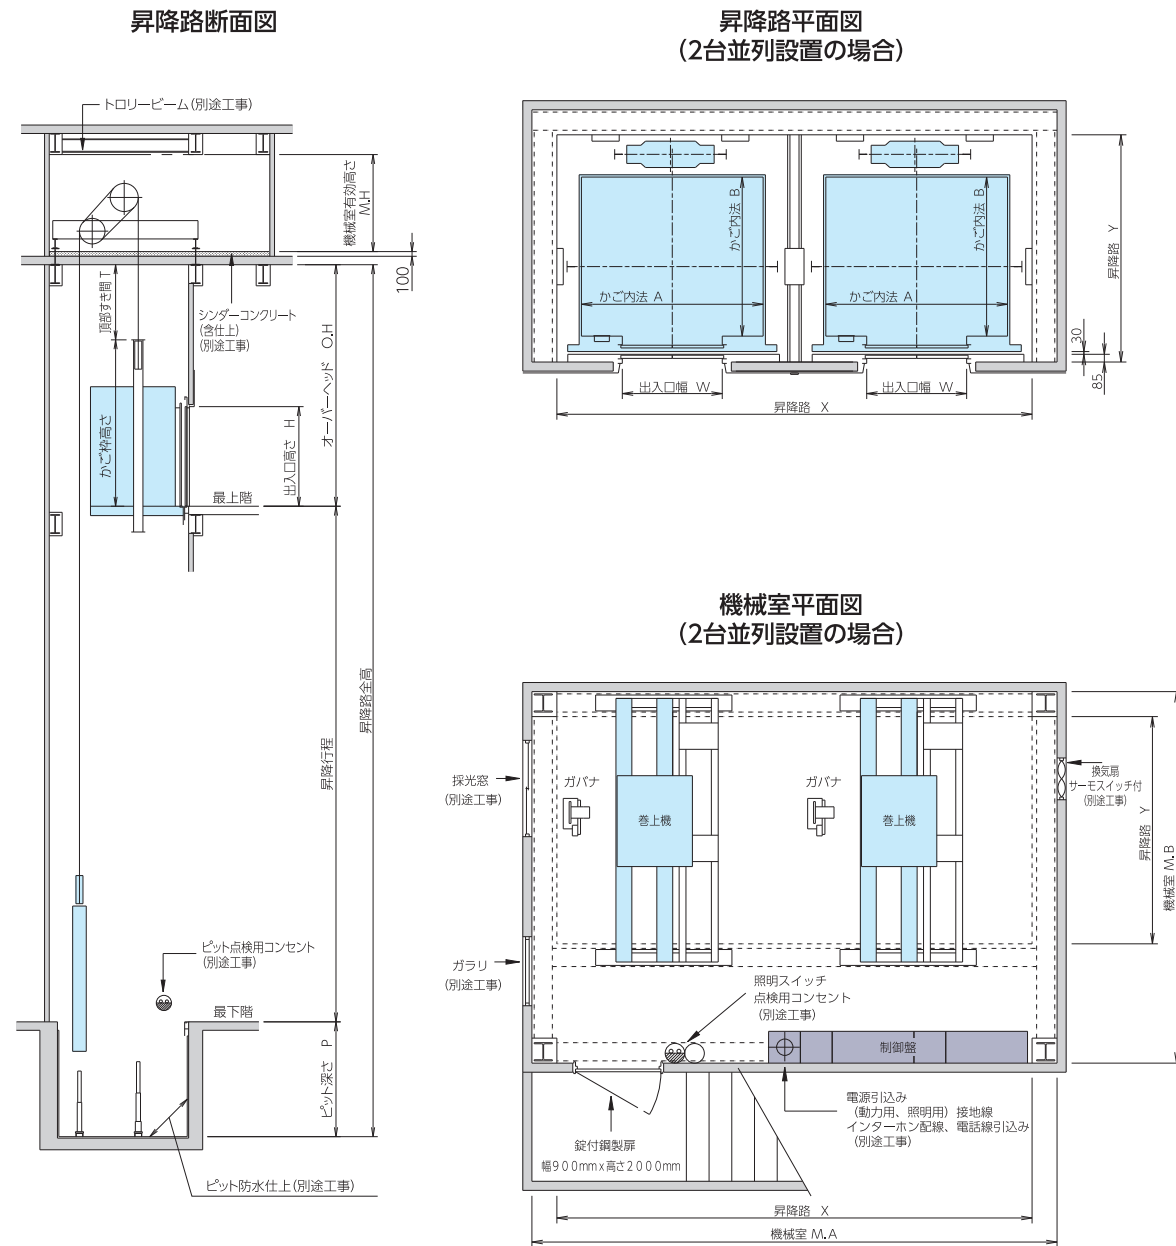 昇降路断面図
トロリービーム(別途工事)
機械室有効高さ M.H
100
頂部すき間 T
シンダーコンクリート
(含仕上)
(別途工事)
オーバーヘッド O.H
かご枠高さ
出入口高さ H
最上階
昇降路全高
昇降行程
ピット点検用コンセント
(別途工事)
最下階
ピット深さ P
ピット防水仕上(別途工事)
昇降路平面図
(2台並列設置の場合)
かご内法 B
かご内法 A
かご内法 B
かご内法 A
昇降路 Y
30
85
出入口幅 W
出入口幅 W
昇降路 X
機械室平面図
(2台並列設置の場合)
採光窓
(別途工事)
ガバナ
巻上機
ガバナ
巻上機
換気扇
サーモスイッチ付
(別途工事)
昇降路 Y
機械室 M.B
ガラリ
(別途工事)
照明スイッチ
点検用コンセント
(別途工事)
制御盤
電源引込み
(動力用、照明用) 接地線
インターホン配線、電話線引込み
(別途工事)
錠付鋼製扉
幅900mm x 高さ2000mm
昇降路 X
機械室 M.A